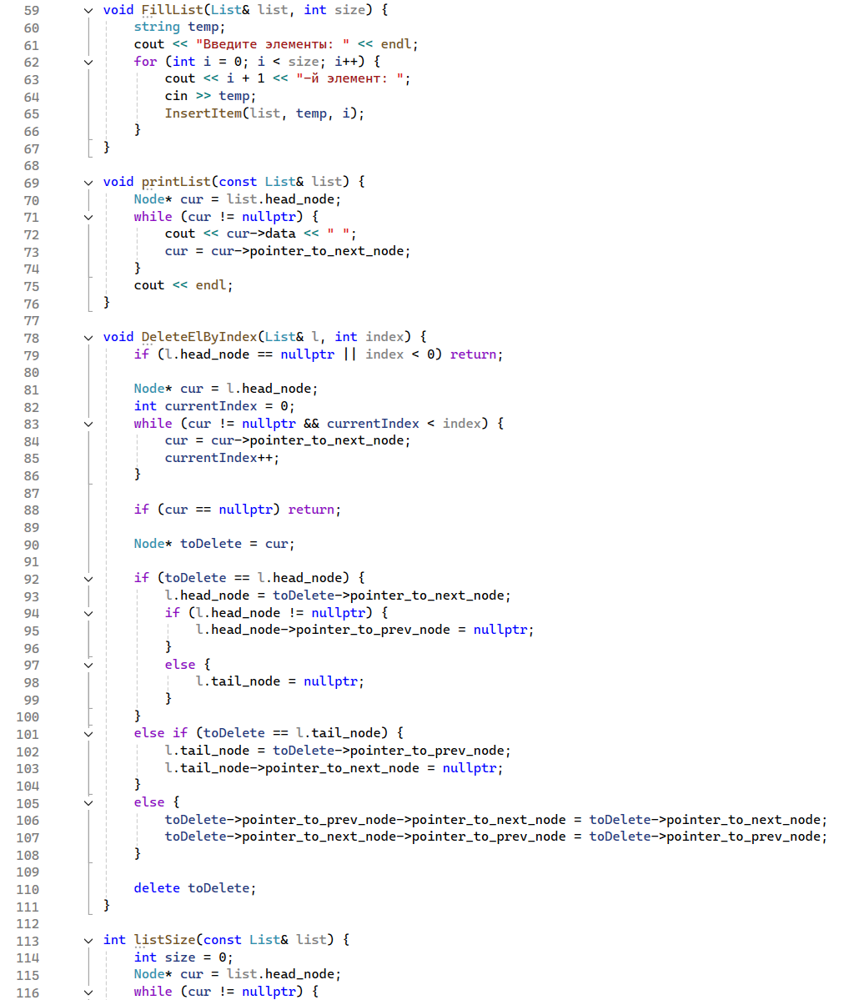 59 void FillList(List& list, int size) {
60 string temp;
61 cout << "Введите элементы: " << endl;
62 for (int i = 0; i < size; i++) {
63 cout << i + 1 << "-й элемент: ";
64 cin >> temp;
65 InsertItem(list, temp, i);
66 }
67 }
68
69 void printList(const List& list) {
70 Node* cur = list.head_node;
71 while (cur != nullptr) {
72 cout << cur->data << " ";
73 cur = cur->pointer_to_next_node;
74 }
75 cout << endl;
76 }
77
78 void DeleteElByIndex(List& l, int index) {
79 if (l.head_node == nullptr || index < 0) return;
80
81 Node* cur = l.head_node;
82 int currentIndex = 0;
83 while (cur != nullptr && currentIndex < index) {
84 cur = cur->pointer_to_next_node;
85 currentIndex++;
86 }
87
88 if (cur == nullptr) return;
89
90 Node* toDelete = cur;
91
92 if (toDelete == l.head_node) {
93 l.head_node = toDelete->pointer_to_next_node;
94 if (l.head_node != nullptr) {
95 l.head_node->pointer_to_prev_node = nullptr;
96 }
97 else {
98 l.tail_node = nullptr;
99 }
100 }
101 else if (toDelete == l.tail_node) {
102 l.tail_node = toDelete->pointer_to_prev_node;
103 l.tail_node->pointer_to_next_node = nullptr;
104 }
105 else {
106 toDelete->pointer_to_prev_node->pointer_to_next_node = toDelete->pointer_to_next_node;
107 toDelete->pointer_to_next_node->pointer_to_prev_node = toDelete->pointer_to_prev_node;
108 }
109
110 delete toDelete;
111 }
112
113 int listSize(const List& list) {
114 int size = 0;
115 Node* cur = list.head_node;
116 while (cur != nullptr) {